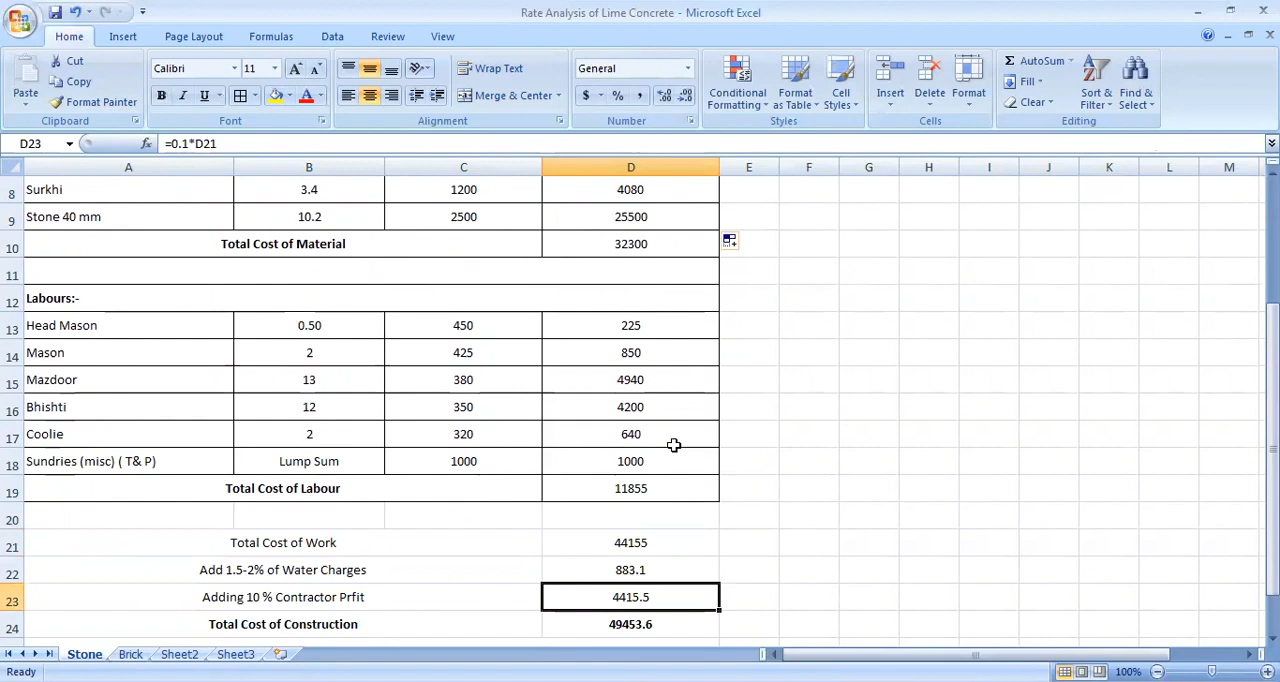 Rate Analysis of Lime Concrete - Microsoft Excel
Home Insert Page Layout Formulas Data Review View
Cut
Copy
Format Painter
Paste
Clipboard
Calibri 11
B I U
Font
Wrap Text
Merge & Center
Alignment
General
$ % ,
Number
Conditional Formatting
Format as Table
Cell Styles
Styles
Insert Delete Format
Cells
Σ AutoSum
Fill
Clear
Sort & Filter
Find & Select
Editing
D23 fx =0.1*D21
A B C D E F G H I J K L M
8 Surkhi 3.4 1200 4080
9 Stone 40 mm 10.2 2500 25500
10 Total Cost of Material 32300
11
12 Labours:-
13 Head Mason 0.50 450 225
14 Mason 2 425 850
15 Mazdoor 13 380 4940
16 Bhishti 12 350 4200
17 Coolie 2 320 640
18 Sundries (misc) ( T& P) Lump Sum 1000 1000
19 Total Cost of Labour 11855
20
21 Total Cost of Work 44155
22 Add 1.5-2% of Water Charges 883.1
23 Adding 10 % Contractor Prfit 4415.5
24 Total Cost of Construction 49453.6
Stone Brick Sheet2 Sheet3
Ready 100%